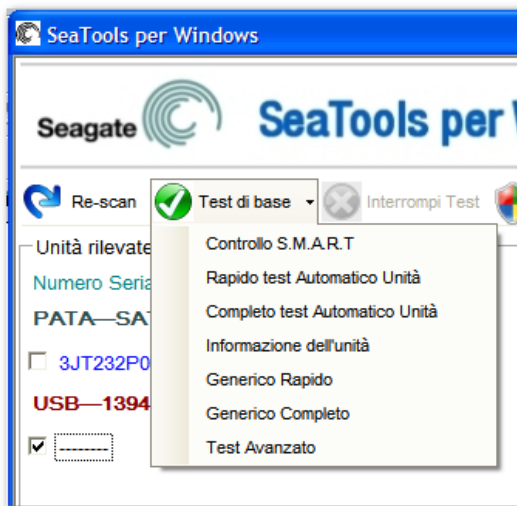 SeaTools per Windows
Seagate
SeaTools per
Re-scan
Test di base
Interrompi Test
Unità rilevate
Controllo S.M.A.R.T
Numero Seria
Rapido test Automatico Unità
PATA—SA
Completo test Automatico Unità
3JT232P0
Informazione dell'unità
Generico Rapido
USB—1394
Generico Completo
--------
Test Avanzato